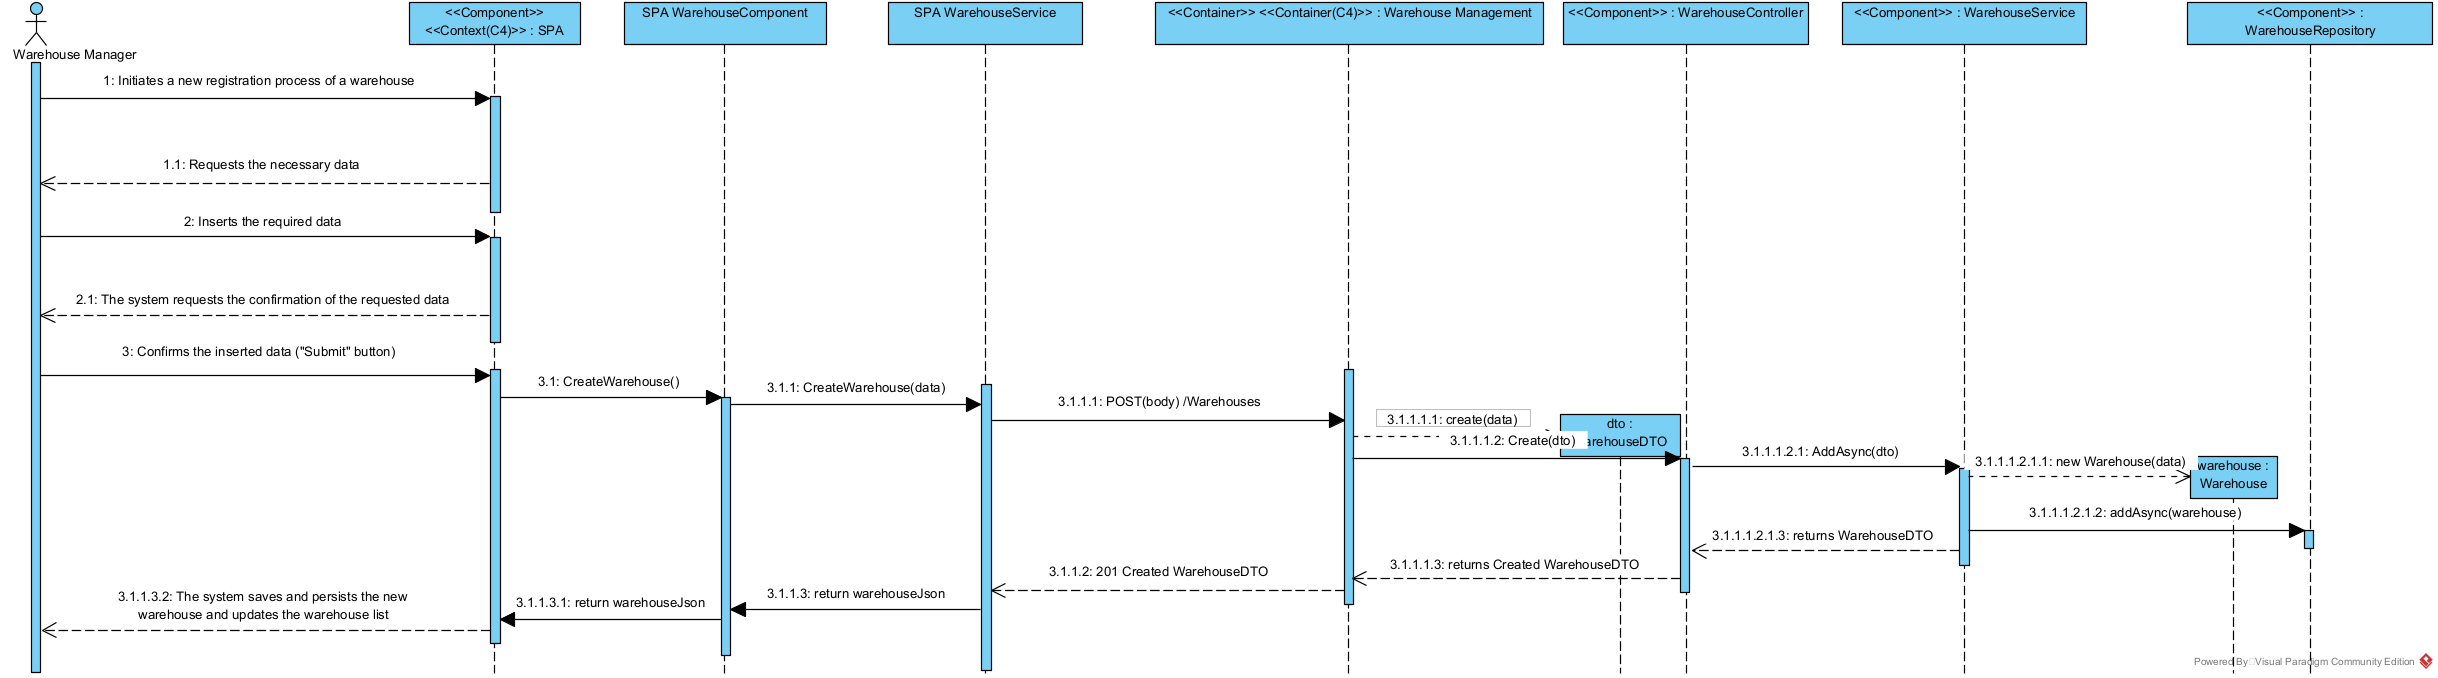 Warehouse Manager
<<Component>>
<<Context(C4)>> : SPA
SPA WarehouseComponent
SPA WarehouseService
<<Container>> <<Container(C4)>> : Warehouse Management
<<Component>> : WarehouseController
<<Component>> : WarehouseService
<<Component>> :
WarehouseRepository
1: Initiates a new registration process of a warehouse
1.1: Requests the necessary data
2: Inserts the required data
2.1: The system requests the confirmation of the requested data
3: Confirms the inserted data ("Submit" button)
3.1: CreateWarehouse()
3.1.1: CreateWarehouse(data)
3.1.1.1: POST(body) /Warehouses
3.1.1.1.1: create(data)
dto :
arehouseDTO
3.1.1.1.2: Create(dto)
3.1.1.1.2.1: AddAsync(dto)
3.1.1.1.2.1.1: new Warehouse(data)
warehouse :
Warehouse
3.1.1.1.2.1.2: addAsync(warehouse)
3.1.1.1.2.1.3: returns WarehouseDTO
3.1.1.1.3: returns Created WarehouseDTO
3.1.1.2: 201 Created WarehouseDTO
3.1.1.3: return warehouseJson
3.1.1.3.1: return warehouseJson
3.1.1.3.2: The system saves and persists the new
warehouse and updates the warehouse list
Powered By Visual Paradigm Community Edition